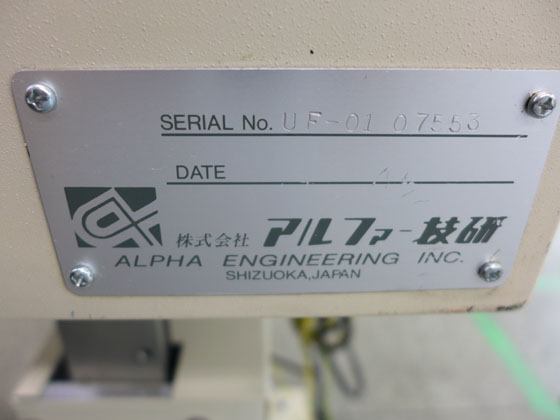 SERIAL No. UF-01 07553
DATE
株式会社 アルファー技研
ALPHA ENGINEERING INC.
SHIZUOKA,JAPAN